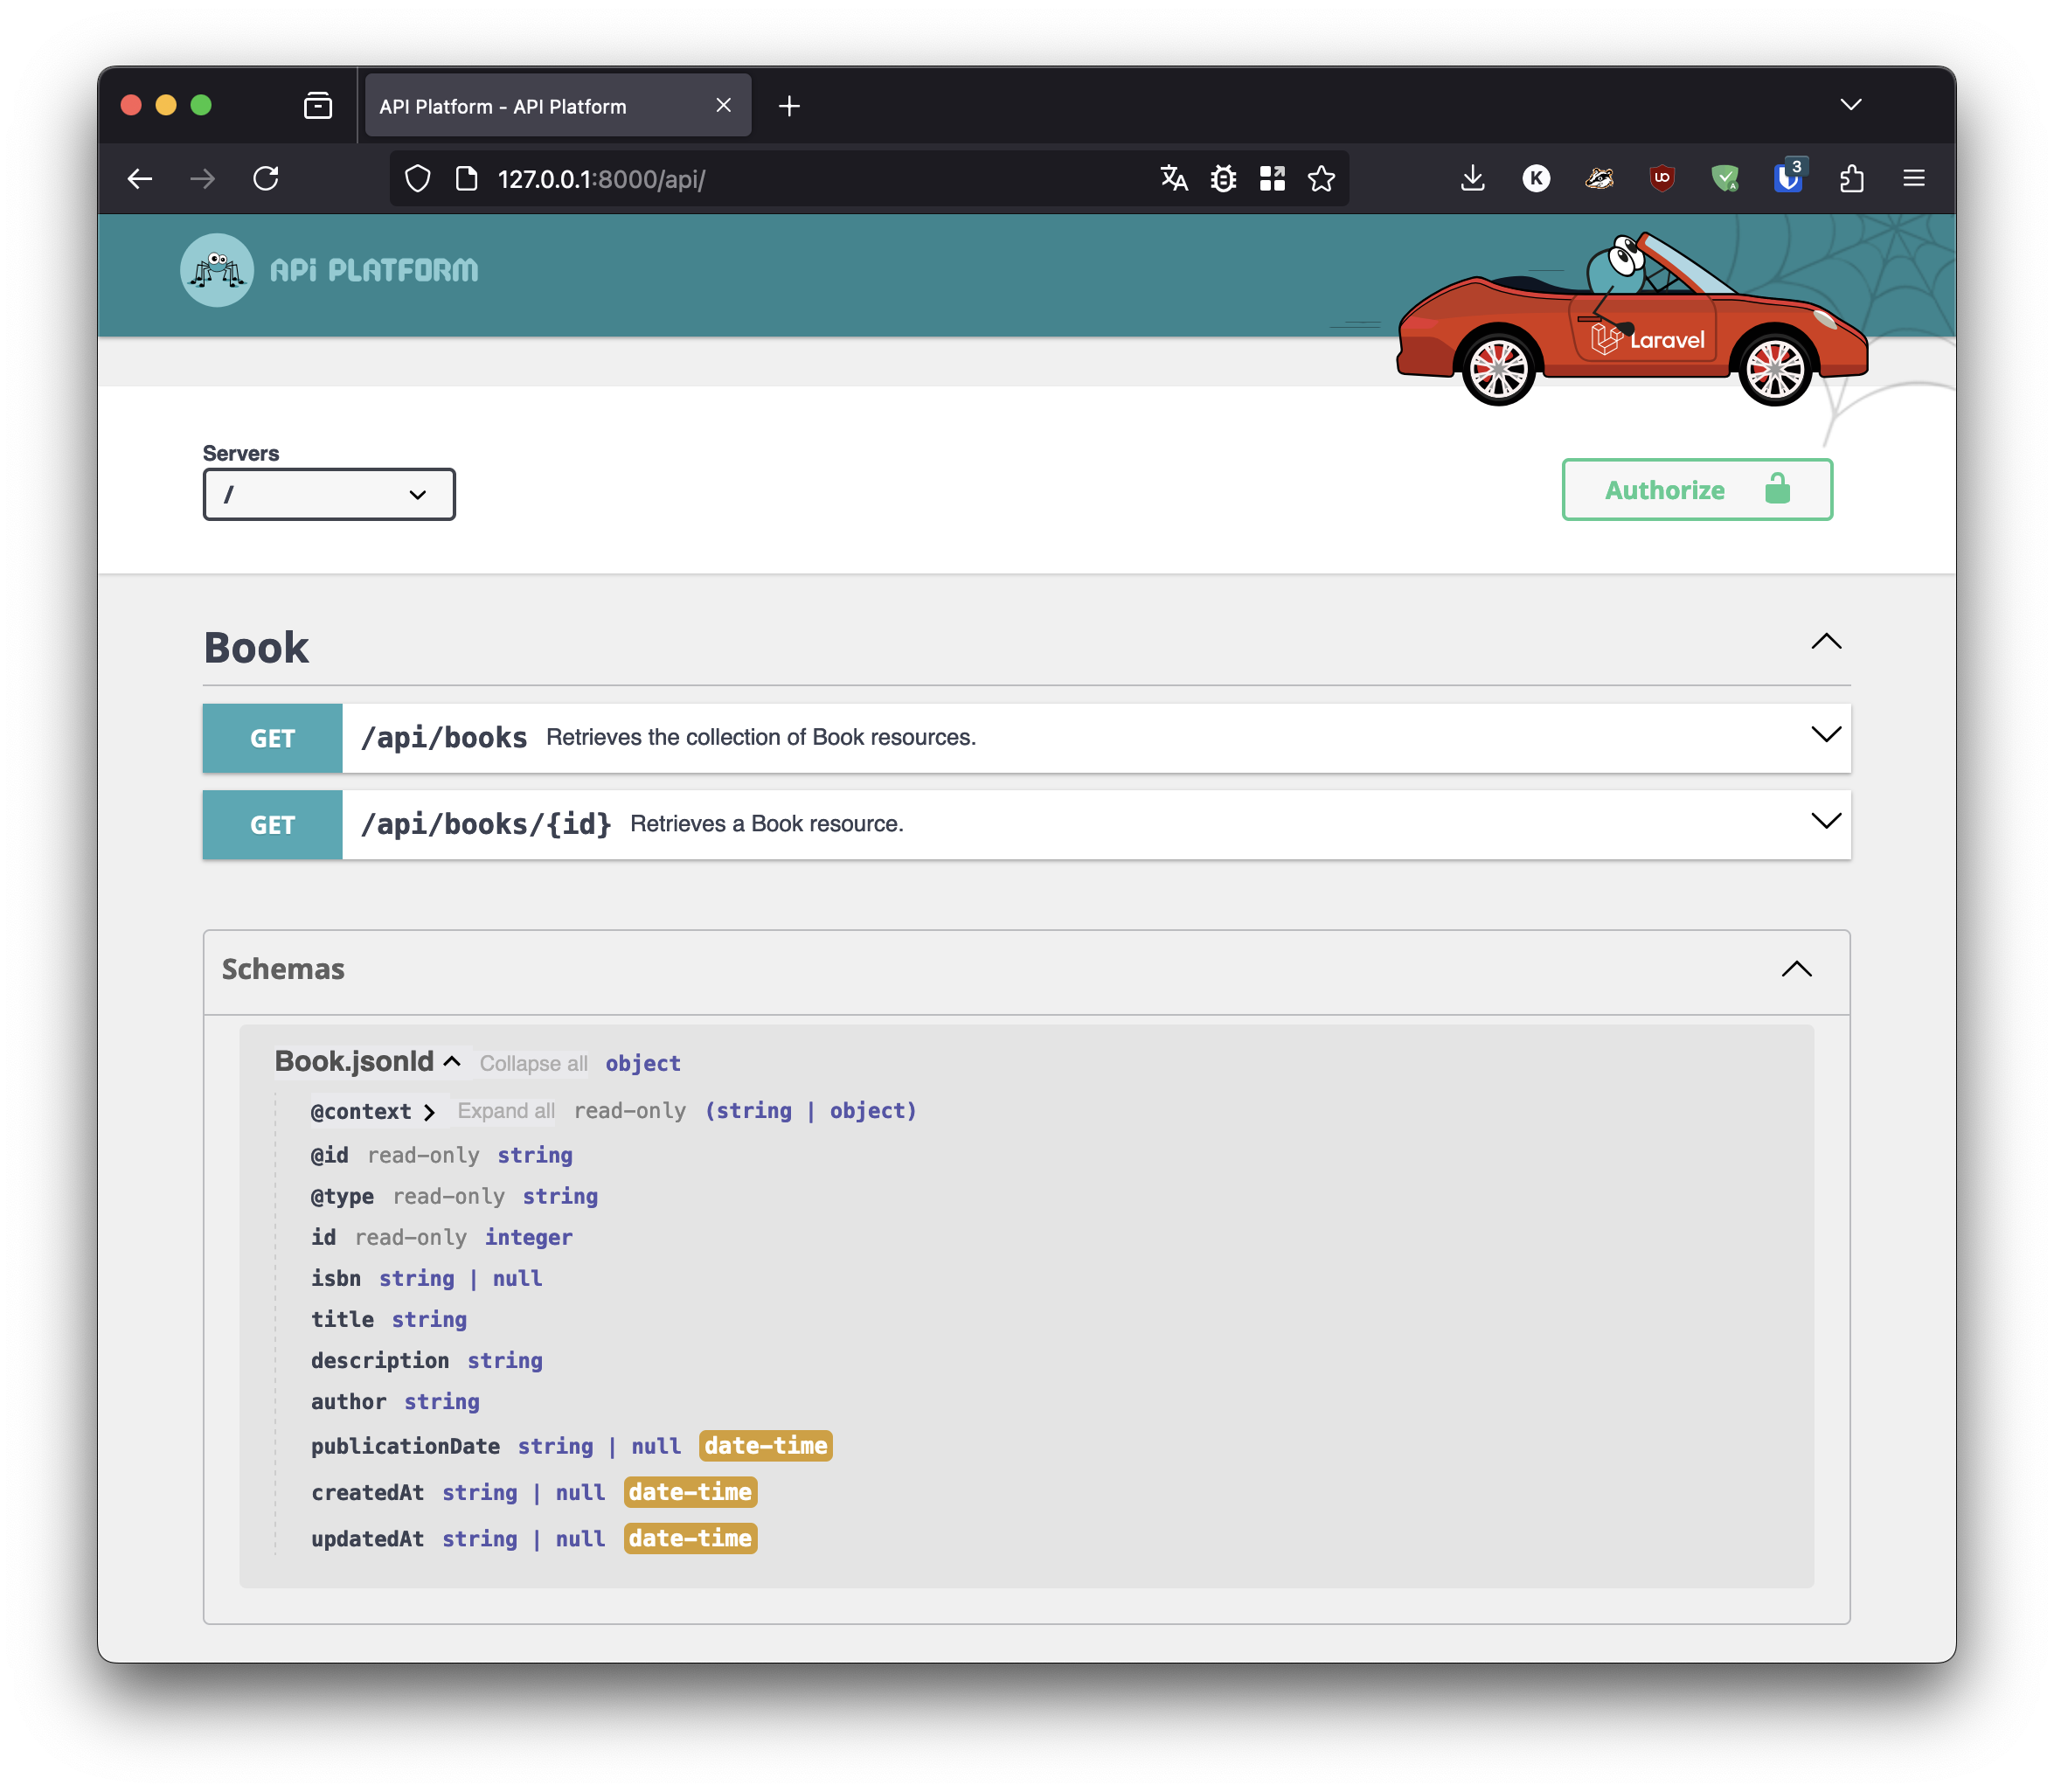 API Platform - API Platform
127.0.0.1:8000/api/
K
uo
A
3
APi PLATFORM
Laravel
Servers
/
Authorize
Book
GET /api/books Retrieves the collection of Book resources.
GET /api/books/{id} Retrieves a Book resource.
Schemas
Book.jsonld Collapse all object
@context Expand all read-only (string | object)
@id read-only string
@type read-only string
id read-only integer
isbn string | null
title string
description string
author string
publicationDate string | null date-time
createdAt string | null date-time
updatedAt string | null date-time